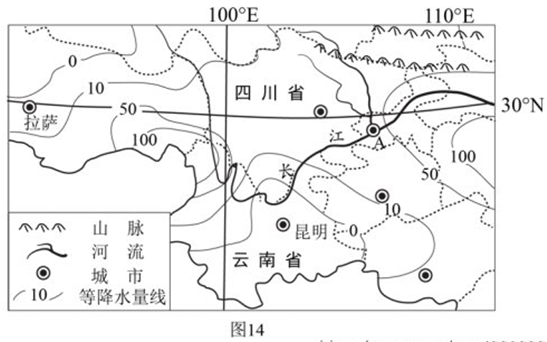 100°E 110°E
0
10
四川省
50
30°N
拉萨
江
A
100
100
长
50
10
山脉
0
昆明
河流
城市
云南省
10 等降水量线
图14